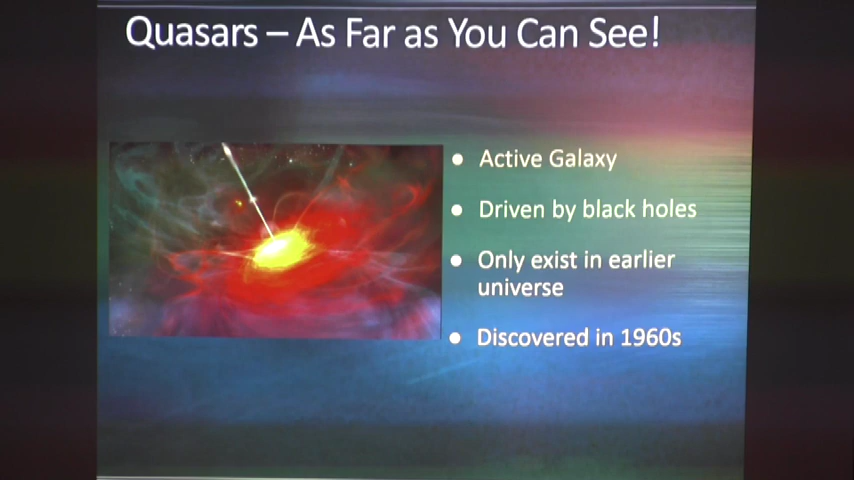 Quasars – As Far as You Can See!
● Active Galaxy
● Driven by black holes
● Only exist in earlier
universe
● Discovered in 1960s